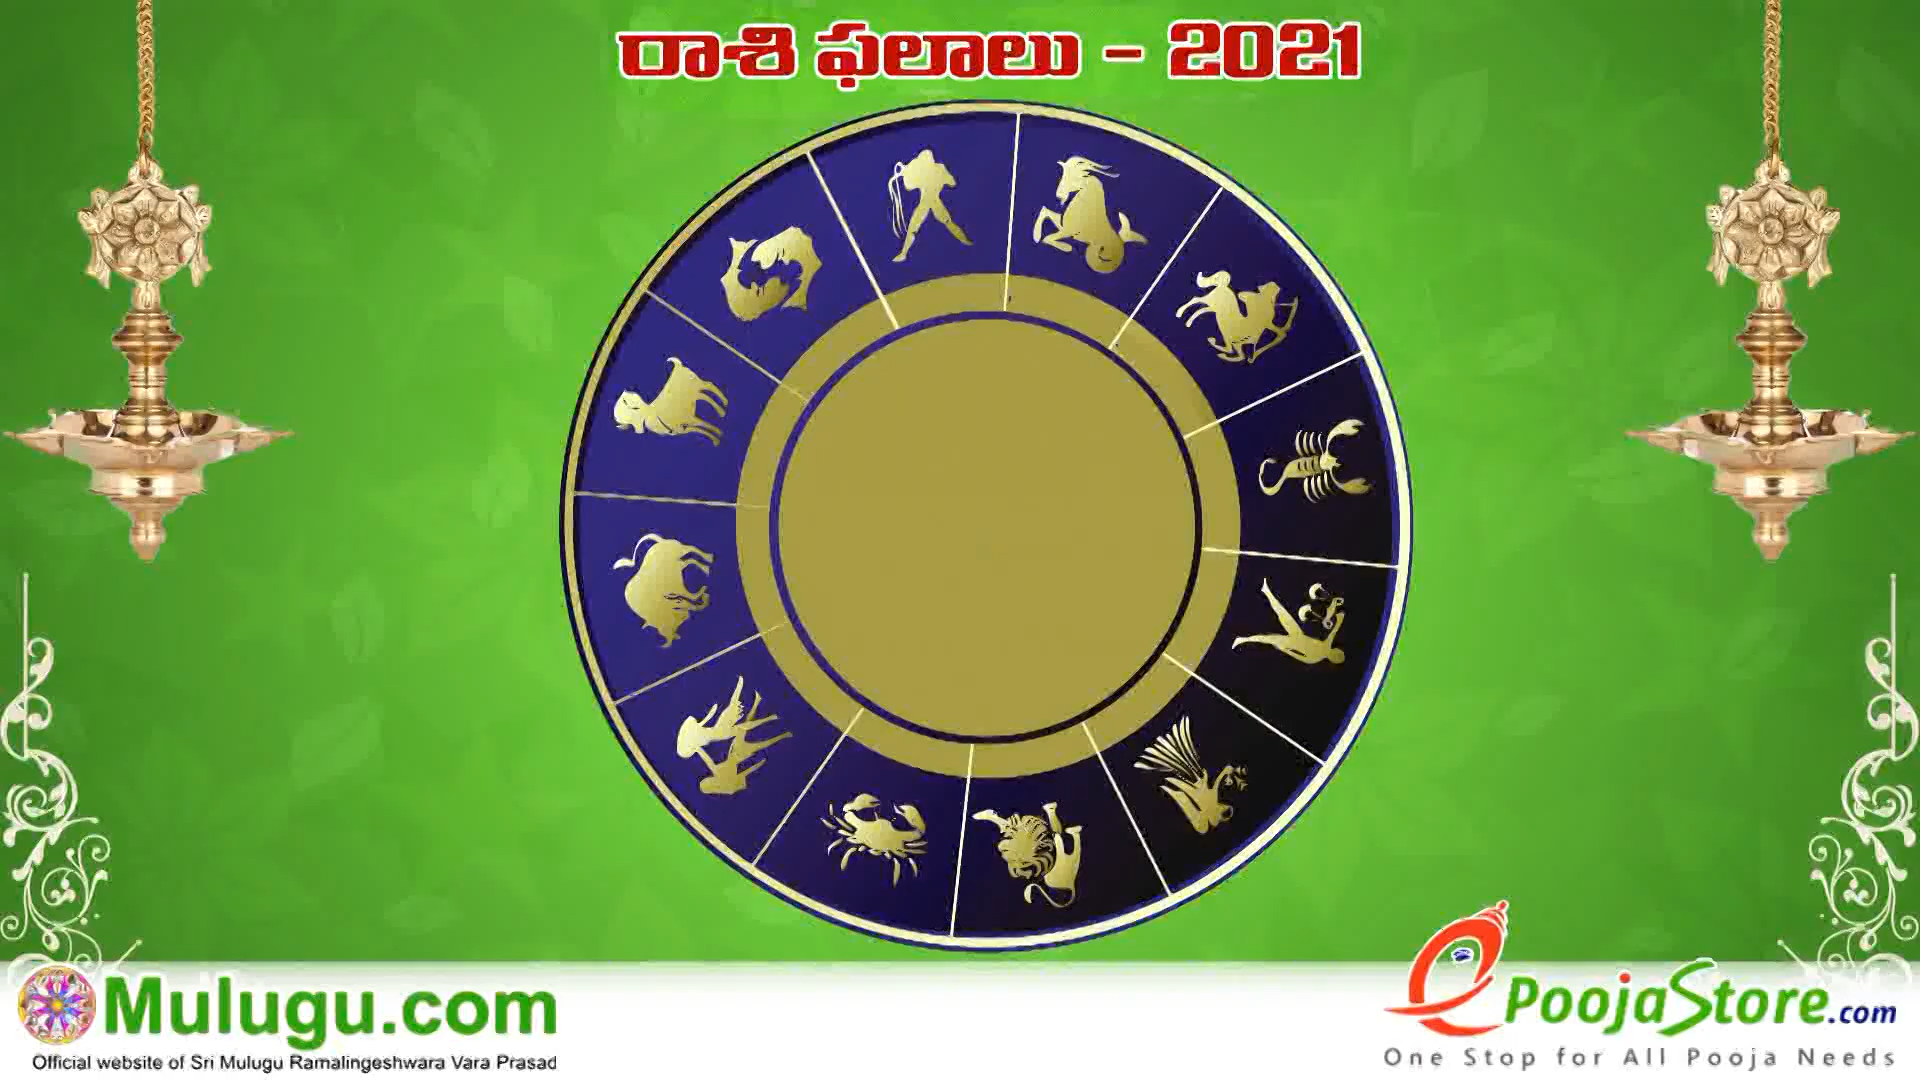 రాశి ఫలాలు - 2021
Mulugu.com
Official website of Sri Mulugu Ramalingeshwara Vara Prasad
ePoojaStore.com
One Stop for All Pooja Needs